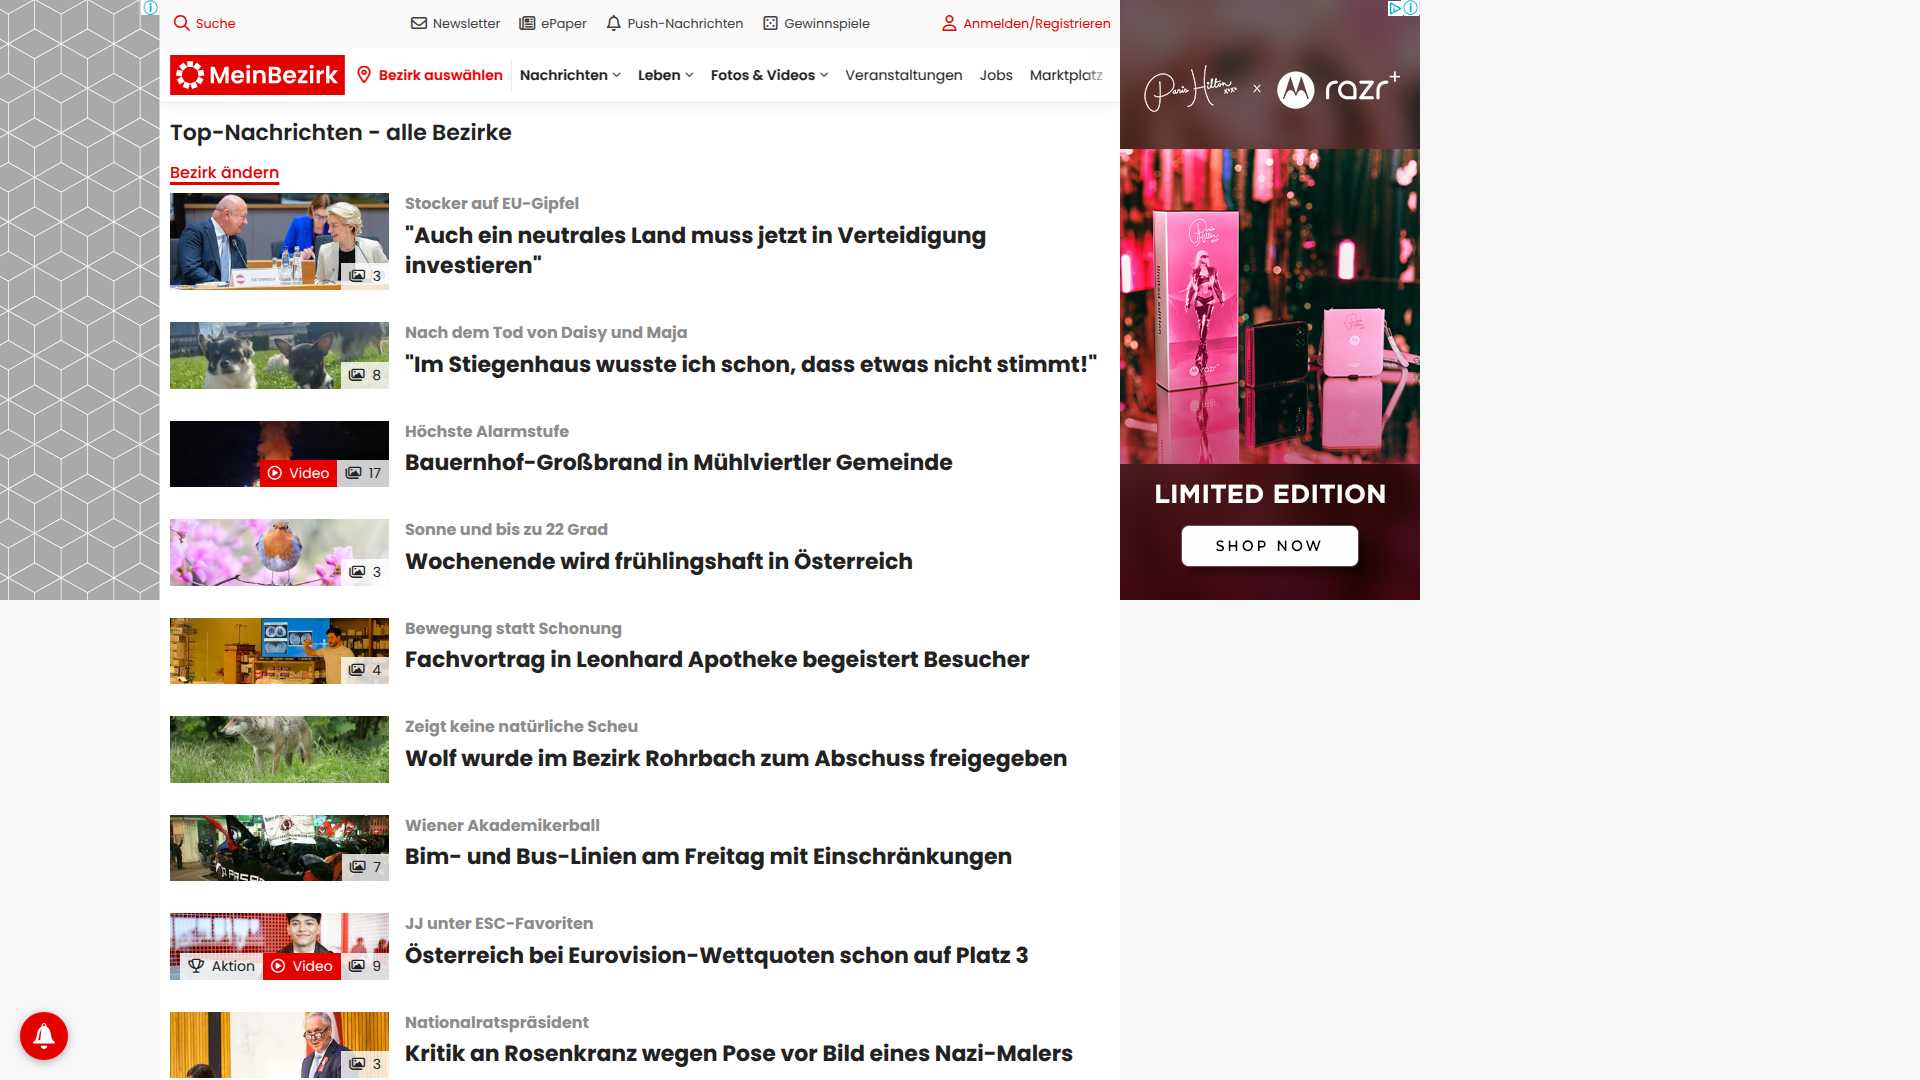 Suche
Newsletter
ePaper
Push-Nachrichten
Gewinnspiele
Anmelden/Registrieren
MeinBezirk
Bezirk auswählen
Nachrichten
Leben
Fotos & Videos
Veranstaltungen
Jobs
Marktplatz
Top-Nachrichten - alle Bezirke
Bezirk ändern
3
Stocker auf EU-Gipfel
"Auch ein neutrales Land muss jetzt in Verteidigung
investieren"
8
Nach dem Tod von Daisy und Maja
"Im Stiegenhaus wusste ich schon, dass etwas nicht stimmt!"
Video
17
Höchste Alarmstufe
Bauernhof-Großbrand in Mühlviertler Gemeinde
3
Sonne und bis zu 22 Grad
Wochenende wird frühlingshaft in Österreich
4
Bewegung statt Schonung
Fachvortrag in Leonhard Apotheke begeistert Besucher
Zeigt keine natürliche Scheu
Wolf wurde im Bezirk Rohrbach zum Abschuss freigegeben
7
Wiener Akademikerball
Bim- und Bus-Linien am Freitag mit Einschränkungen
Aktion
Video
9
JJ unter ESC-Favoriten
Österreich bei Eurovision-Wettquoten schon auf Platz 3
3
Nationalratspräsident
Kritik an Rosenkranz wegen Pose vor Bild eines Nazi-Malers
Paris Hilton x razr+
LIMITED EDITION
SHOP NOW